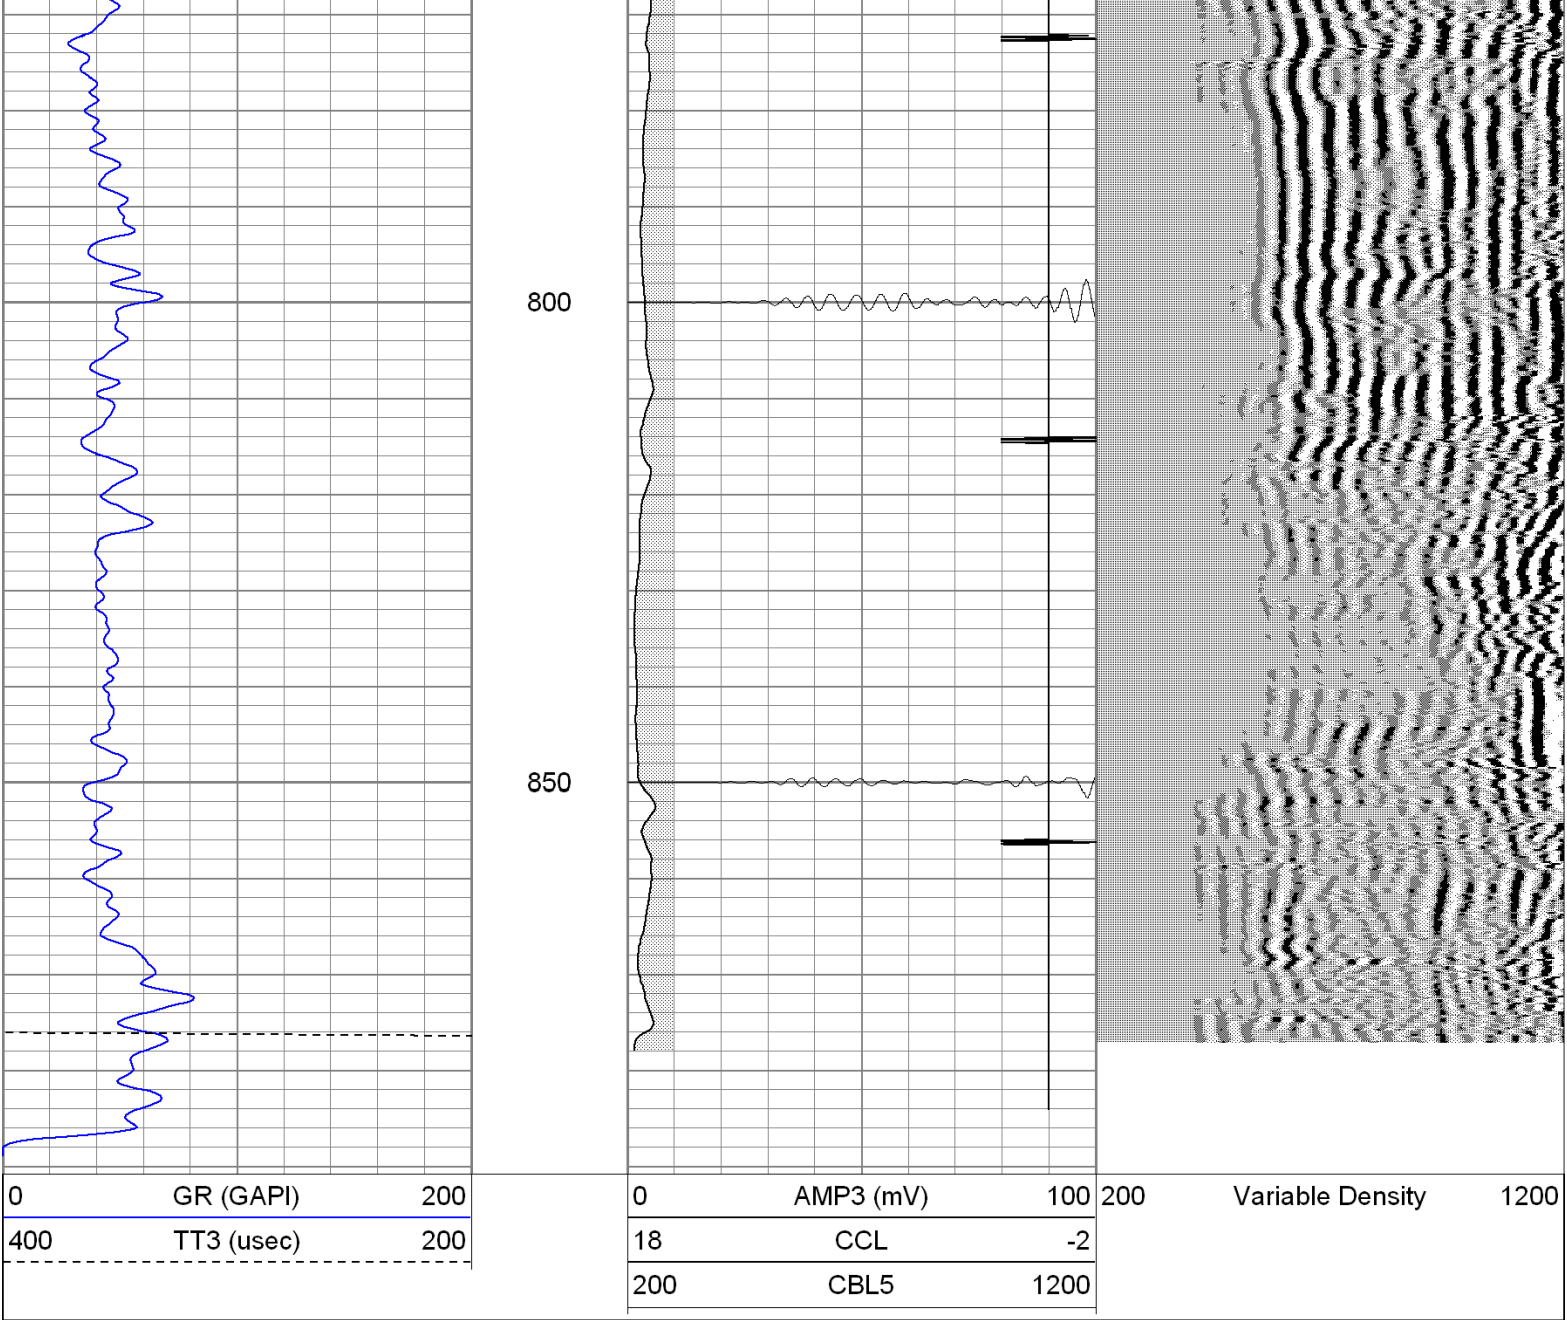 800
850
0 GR (GAPI) 200
400 TT3 (usec) 200
0 AMP3 (mV) 100
18 CCL -2
200 CBL5 1200
200 Variable Density 1200